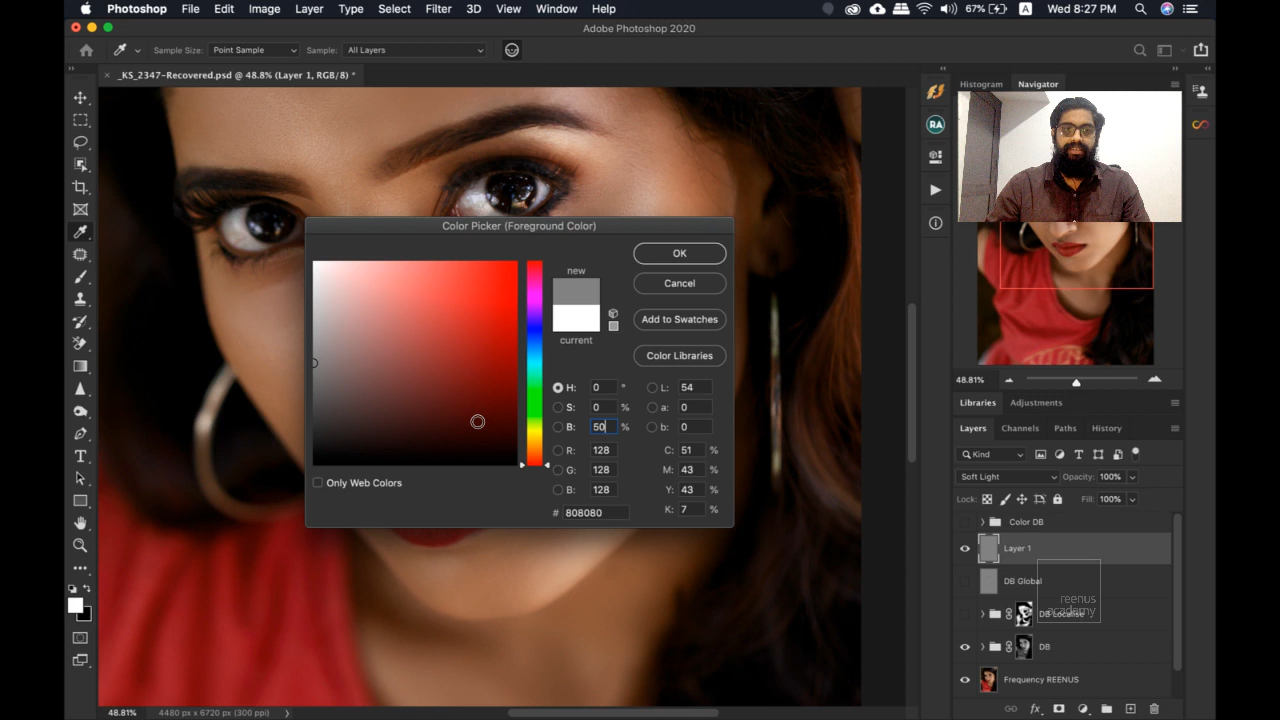 Photoshop File Edit Image Layer Type Select Filter 3D View Window Help 67% A Wed 8:27 PM
Adobe Photoshop 2020
Sample Size: Point Sample Sample: All Layers
_KS_2347-Recovered.psd @ 48.8% (Layer 1, RGB/8) *
Histogram Navigator
RA
Color Picker (Foreground Color)
OK
new
Cancel
Add to Swatches
current
Color Libraries
48.81%
H: 0 ° L: 54
S: 0 % a: 0
B: 50 % b: 0
R: 128 C: 51 %
G: 128 M: 43 %
B: 128 Y: 43 %
# 808080 K: 7 %
Only Web Colors
Libraries Adjustments
Layers Channels Paths History
Kind
Soft Light Opacity: 100%
Lock: Fill: 100%
Color DB
Layer 1
DB Global
reenus
academy
DB Localise
DB
Frequency REENUS
fx
48.81% 4480 px x 6720 px (300 ppi)